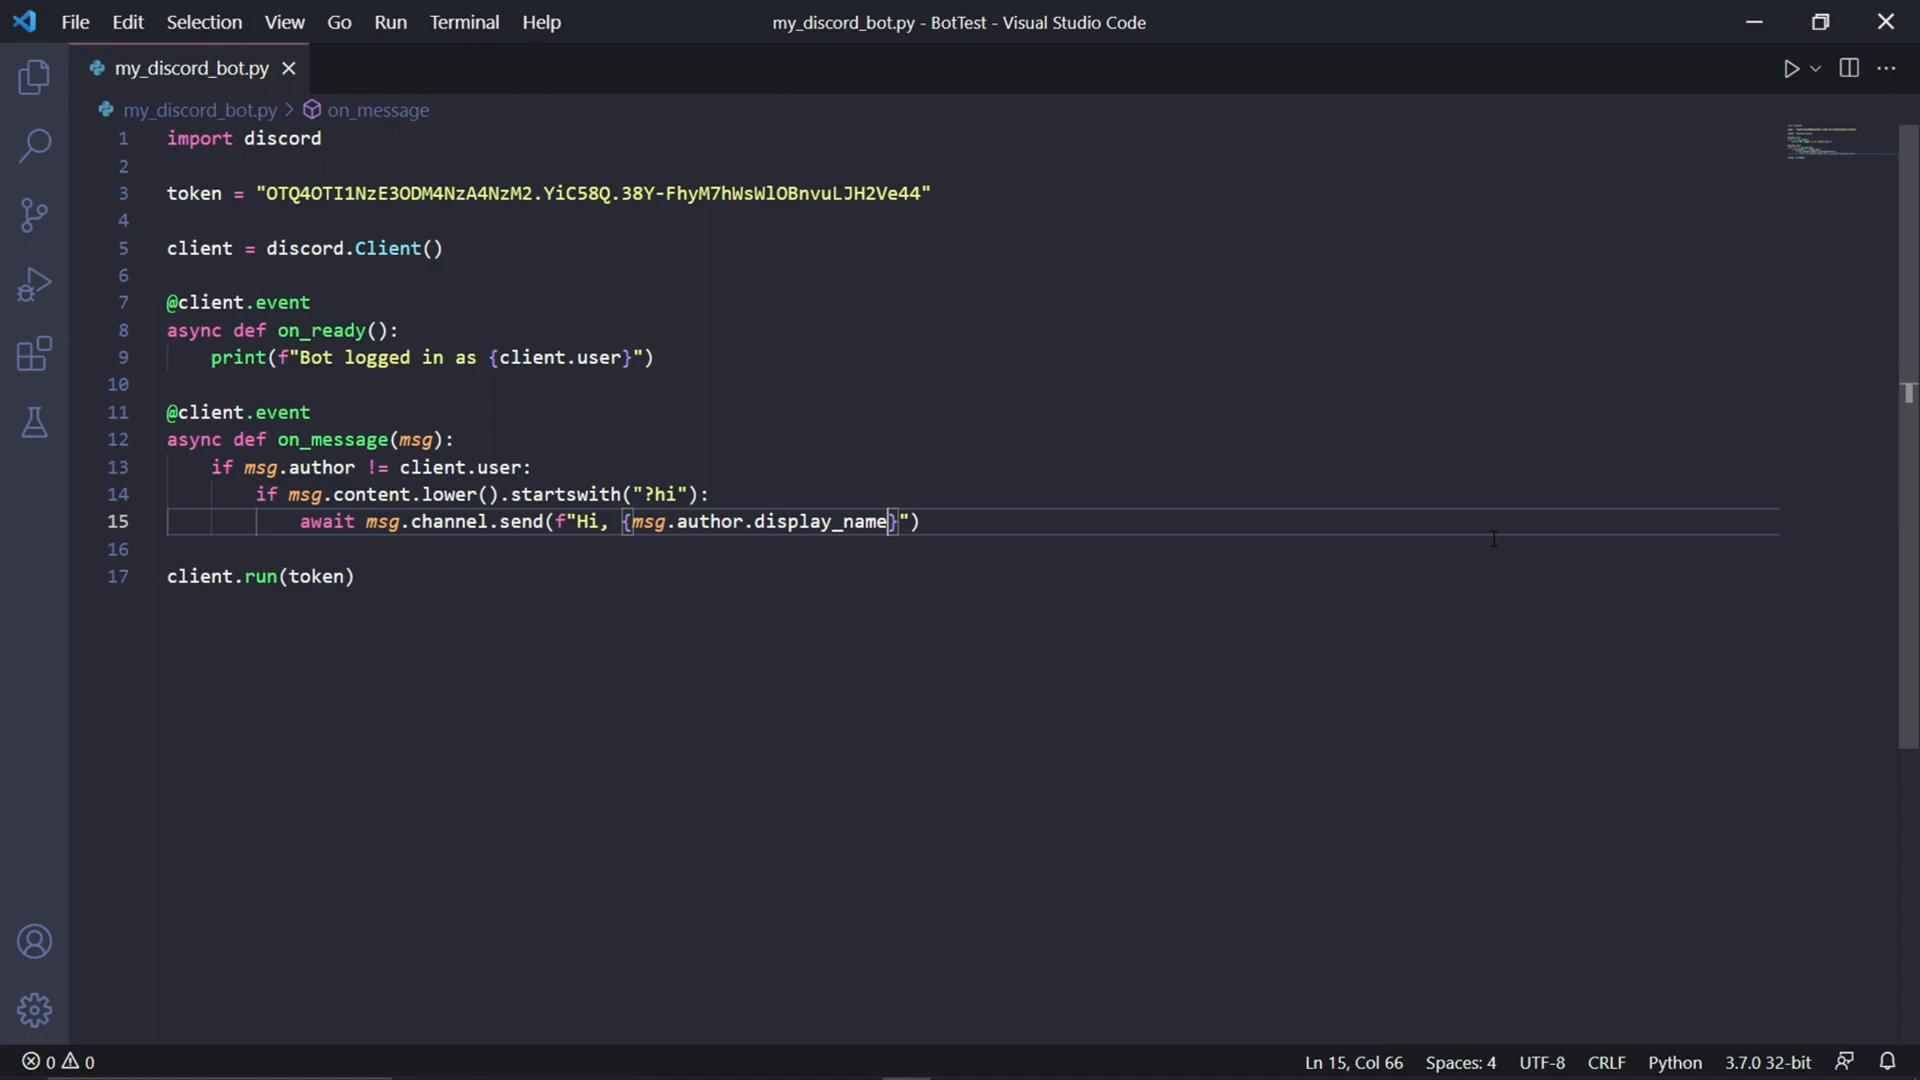 File Edit Selection View Go Run Terminal Help
my_discord_bot.py - BotTest - Visual Studio Code
my_discord_bot.py
my_discord_bot.py > on_message
1 import discord
2
3 token = "OTQ4OTI1NzE3ODM4NzA4NzM2.YiC58Q.38Y-FhyM7hWsWlOBnvuLJH2Ve44"
4
5 client = discord.Client()
6
7 @client.event
8 async def on_ready():
9 print(f"Bot logged in as {client.user}")
10
11 @client.event
12 async def on_message(msg):
13 if msg.author != client.user:
14 if msg.content.lower().startswith("?hi"):
15 await msg.channel.send(f"Hi, {msg.author.display_name}")
16
17 client.run(token)
0 0
Ln 15, Col 66 Spaces: 4 UTF-8 CRLF Python 3.7.0 32-bit